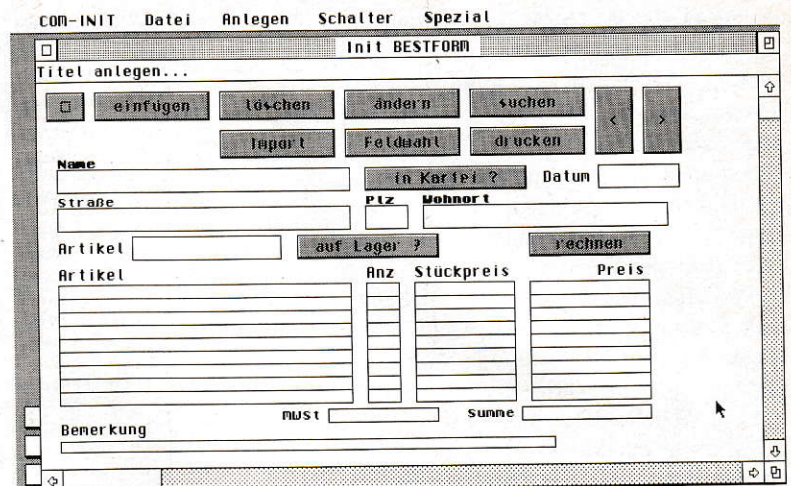 COM-INIT Datei Anlegen Schalter Spezial
Init BESTFORM
Titel anlegen...
einfügen löschen ändern suchen < >
Import Feldwahl drucken
Name
in Kartei ? Datum
Straße Plz Wohnort
Artikel auf Lager ? rechnen
Artikel Anz Stückpreis Preis
MWSt Summe
Bemerkung